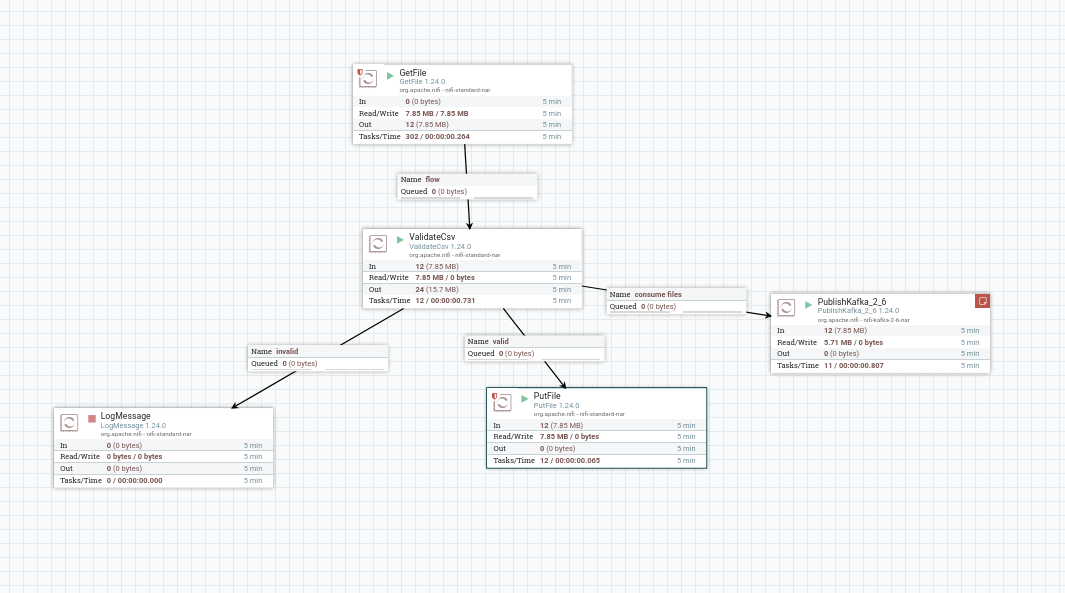 GetFile
GetFile 1.24.0
org.apache.nifi - nifi-standard-nar
In 0 (0 bytes) 5 min
Read/Write 7.85 MB / 7.85 MB 5 min
Out 12 (7.85 MB) 5 min
Tasks/Time 302 / 00:00:00.264 5 min
Name flow
Queued 0 (0 bytes)
ValidateCsv
ValidateCsv 1.24.0
org.apache.nifi - nifi-standard-nar
In 12 (7.85 MB) 5 min
Read/Write 7.85 MB / 0 bytes 5 min
Out 24 (15.7 MB) 5 min
Tasks/Time 12 / 00:00:00.731 5 min
Name consume files
Queued 0 (0 bytes)
PublishKafka_2_6
PublishKafka_2_6 1.24.0
org.apache.nifi - nifi-kafka-2-6-nar
In 12 (7.85 MB) 5 min
Read/Write 5.71 MB / 0 bytes 5 min
Out 0 (0 bytes) 5 min
Tasks/Time 11 / 00:00:00.807 5 min
Name invalid
Queued 0 (0 bytes)
Name valid
Queued 0 (0 bytes)
PutFile
PutFile 1.24.0
org.apache.nifi - nifi-standard-nar
In 12 (7.85 MB) 5 min
Read/Write 7.85 MB / 0 bytes 5 min
Out 0 (0 bytes) 5 min
Tasks/Time 12 / 00:00:00.065 5 min
LogMessage
LogMessage 1.24.0
org.apache.nifi - nifi-standard-nar
In 0 (0 bytes) 5 min
Read/Write 0 bytes / 0 bytes 5 min
Out 0 (0 bytes) 5 min
Tasks/Time 0 / 00:00:00.000 5 min